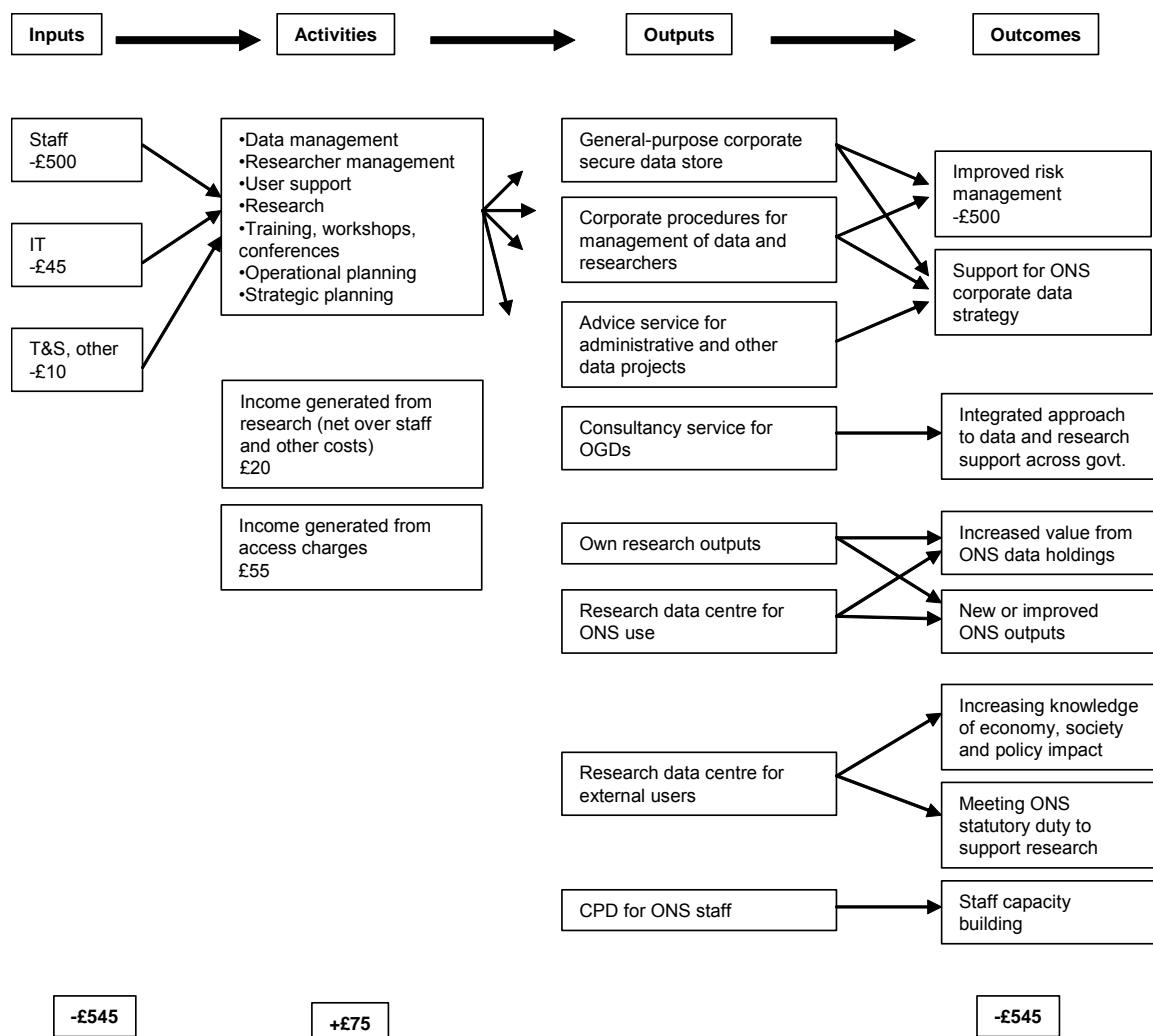 Inputs
Activities
Outputs
Outcomes
Staff
-£500
IT
-£45
T&S, other
-£10
•Data management
•Researcher management
•User support
•Research
•Training, workshops,
conferences
•Operational planning
•Strategic planning
Income generated from
research (net over staff
and other costs)
£20
Income generated from
access charges
£55
General-purpose corporate
secure data store
Corporate procedures for
management of data and
researchers
Advice service for
administrative and other
data projects
Consultancy service for
OGDs
Own research outputs
Research data centre for
ONS use
Research data centre for
external users
CPD for ONS staff
Improved risk
management
-£500
Support for ONS
corporate data
strategy
Integrated approach
to data and research
support across govt.
Increased value from
ONS data holdings
New or improved
ONS outputs
Increasing knowledge
of economy, society
and policy impact
Meeting ONS
statutory duty to
support research
Staff capacity
building
-£545
+£75
-£545